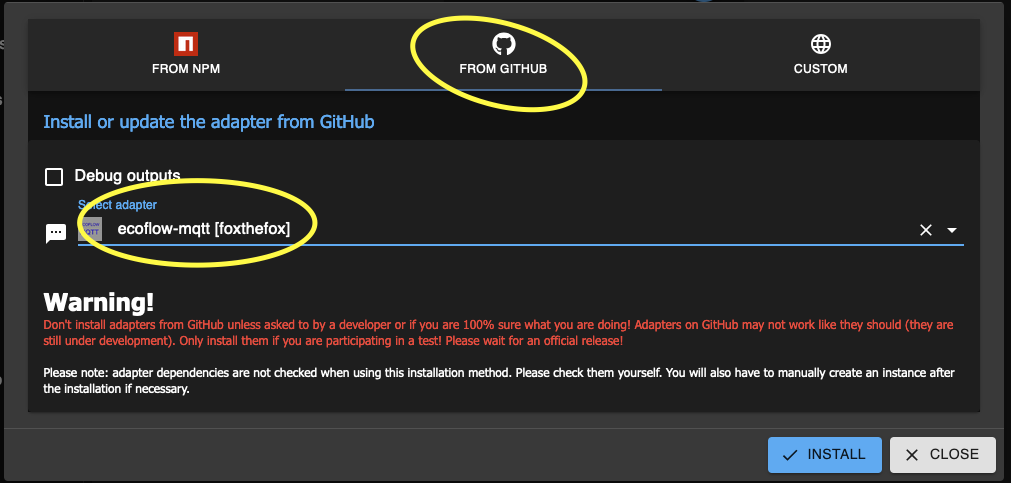 FROM NPM
FROM GITHUB
CUSTOM
Install or update the adapter from GitHub
Debug outputs
Select adapter
ecoflow-mqtt [foxthefox]
Warning!
Don't install adapters from GitHub unless asked to by a developer or if you are 100% sure what you are doing! Adapters on GitHub may not work like they should (they are
still under development). Only install them if you are participating in a test! Please wait for an official release!
Please note: adapter dependencies are not checked when using this installation method. Please check them yourself. You will also have to manually create an instance after
the installation if necessary.
INSTALL
CLOSE